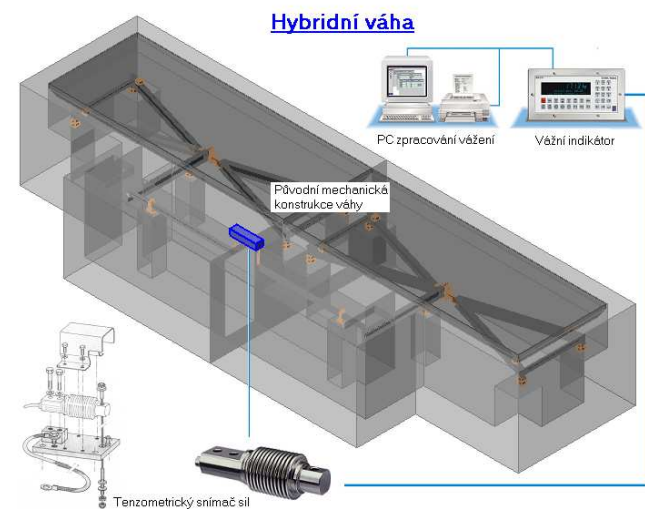 Hybridní váha
PC zpracování vážení
Vážní indikátor
Původní mechanická
konstrukce váhy
Tenzometrický snímač sil